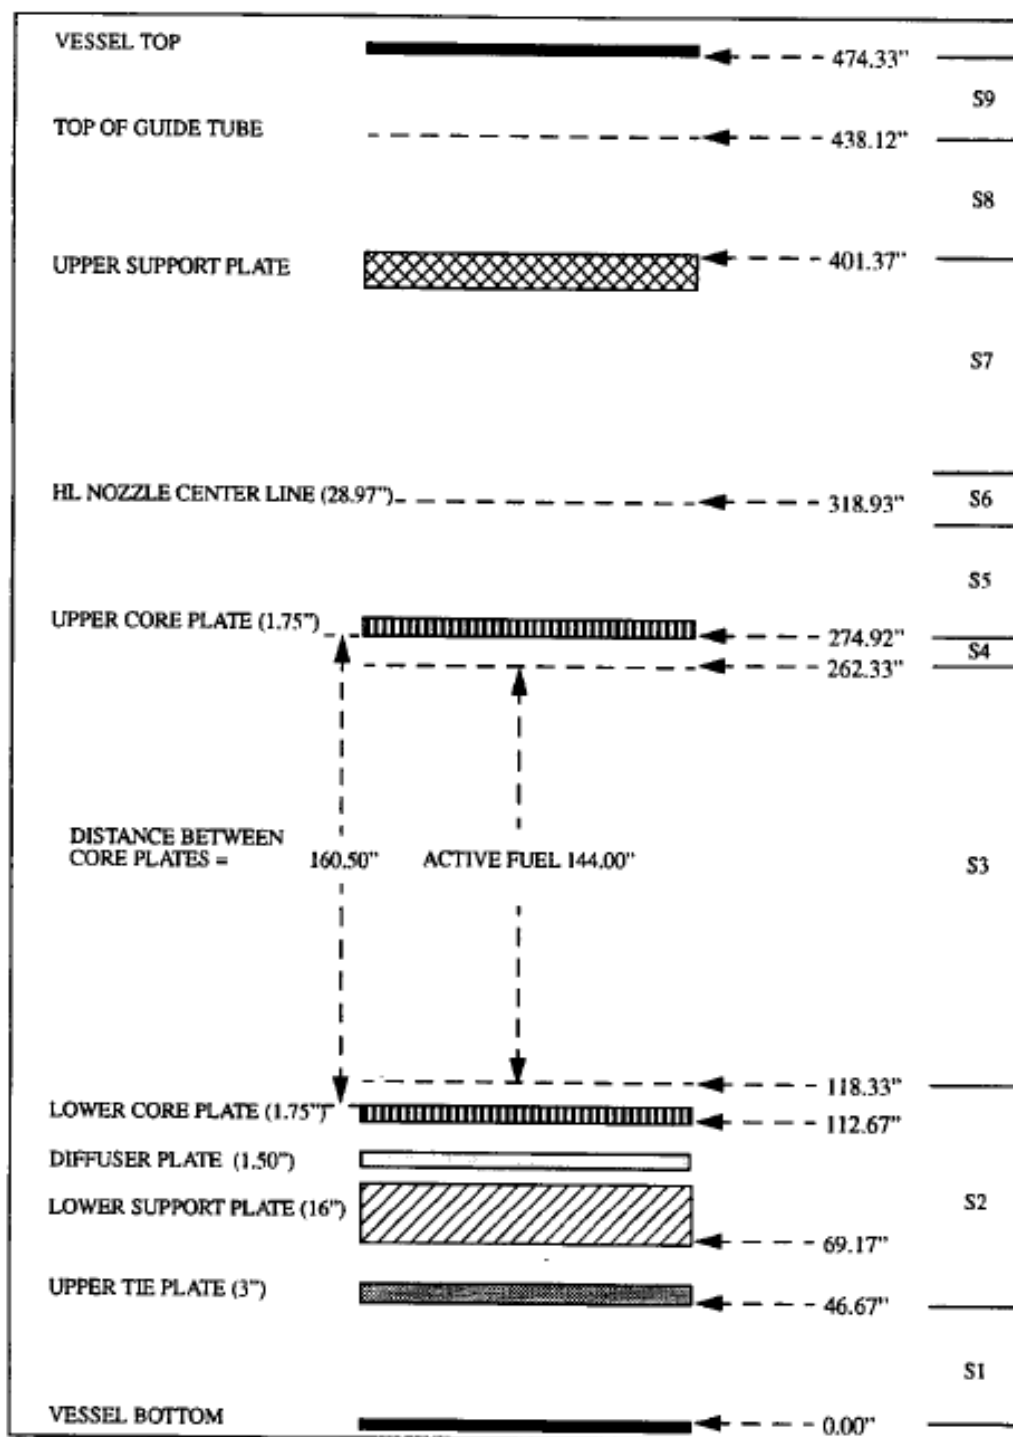 VESSEL TOP
474.33"
S9
TOP OF GUIDE TUBE
438.12"
S8
UPPER SUPPORT PLATE
401.37"
S7
HL NOZZLE CENTER LINE (28.97")
318.93"
S6
S5
UPPER CORE PLATE (1.75")
274.92"
S4
262.33"
DISTANCE BETWEEN
CORE PLATES = 160.50"
ACTIVE FUEL 144.00"
S3
118.33"
LOWER CORE PLATE (1.75")
112.67"
DIFFUSER PLATE (1.50")
LOWER SUPPORT PLATE (16")
S2
69.17"
UPPER TIE PLATE (3")
46.67"
S1
VESSEL BOTTOM
0.00"